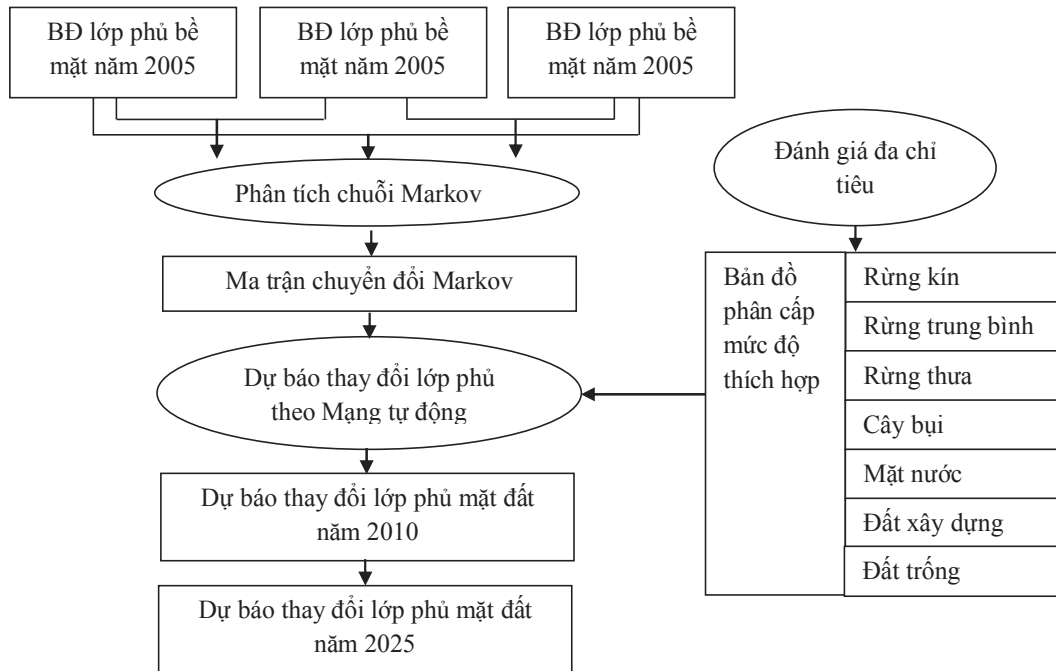 BĐ lớp phủ bề
mặt năm 2005
BĐ lớp phủ bề
mặt năm 2005
BĐ lớp phủ bề
mặt năm 2005
Phân tích chuỗi Markov
Ma trận chuyển đổi Markov
Dự báo thay đổi lớp phủ
theo Mạng tự động
Dự báo thay đổi lớp phủ mặt đất
năm 2010
Dự báo thay đổi lớp phủ mặt đất
năm 2025
Đánh giá đa chỉ
tiêu
Bản đồ
phân cấp
mức độ
thích hợp
Rừng kín
Rừng trung bình
Rừng thưa
Cây bụi
Mặt nước
Đất xây dựng
Đất trống